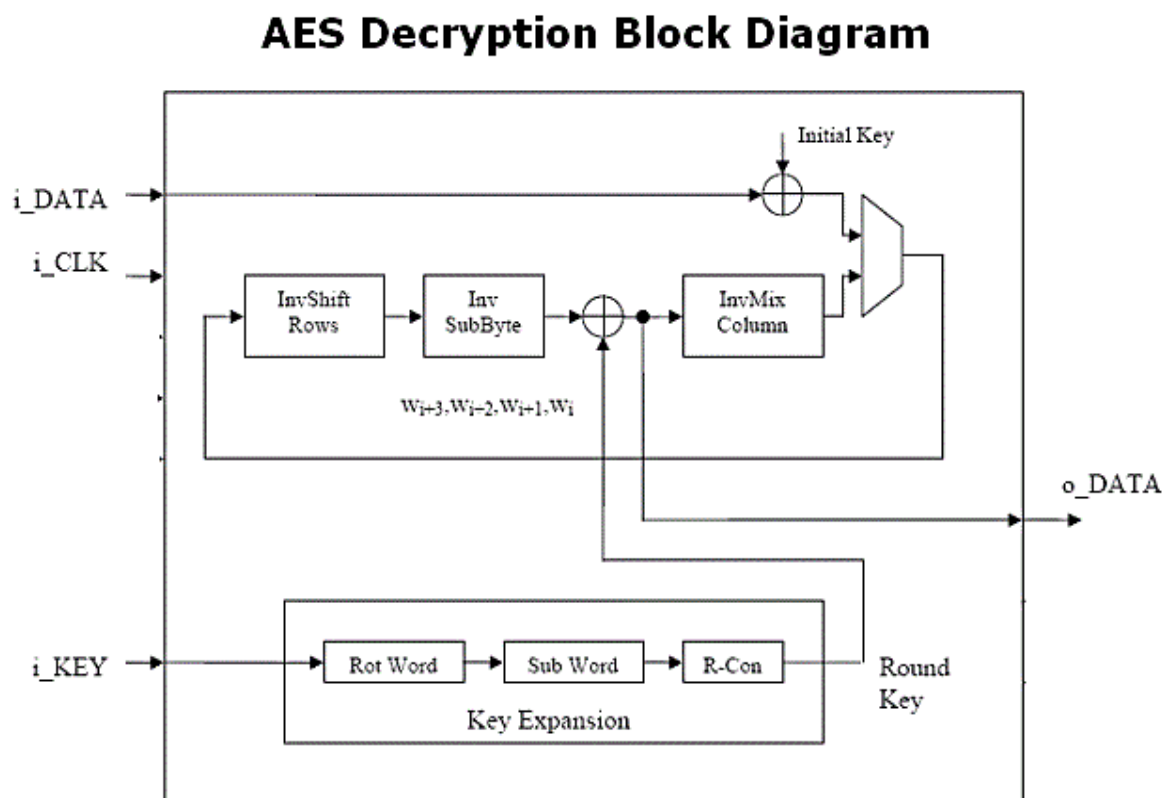 AES Decryption Block Diagram
Initial Key
i_DATA
i_CLK
InvShift
Rows
Inv
SubByte
InvMix
Column
Wi+3,Wi+2,Wi+1,Wi
o_DATA
i_KEY
Rot Word
Sub Word
R-Con
Round
Key
Key Expansion